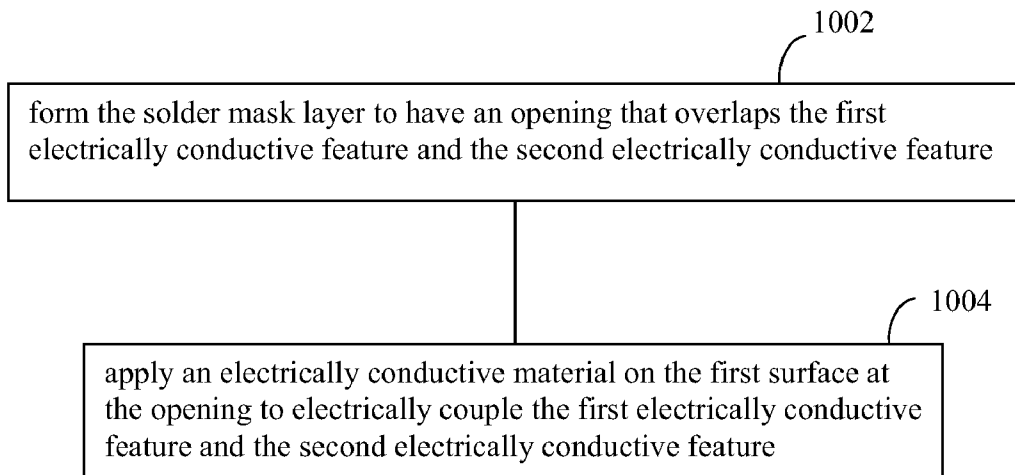 1002
form the solder mask layer to have an opening that overlaps the first
electrically conductive feature and the second electrically conductive feature
1004
apply an electrically conductive material on the first surface at
the opening to electrically couple the first electrically conductive
feature and the second electrically conductive feature